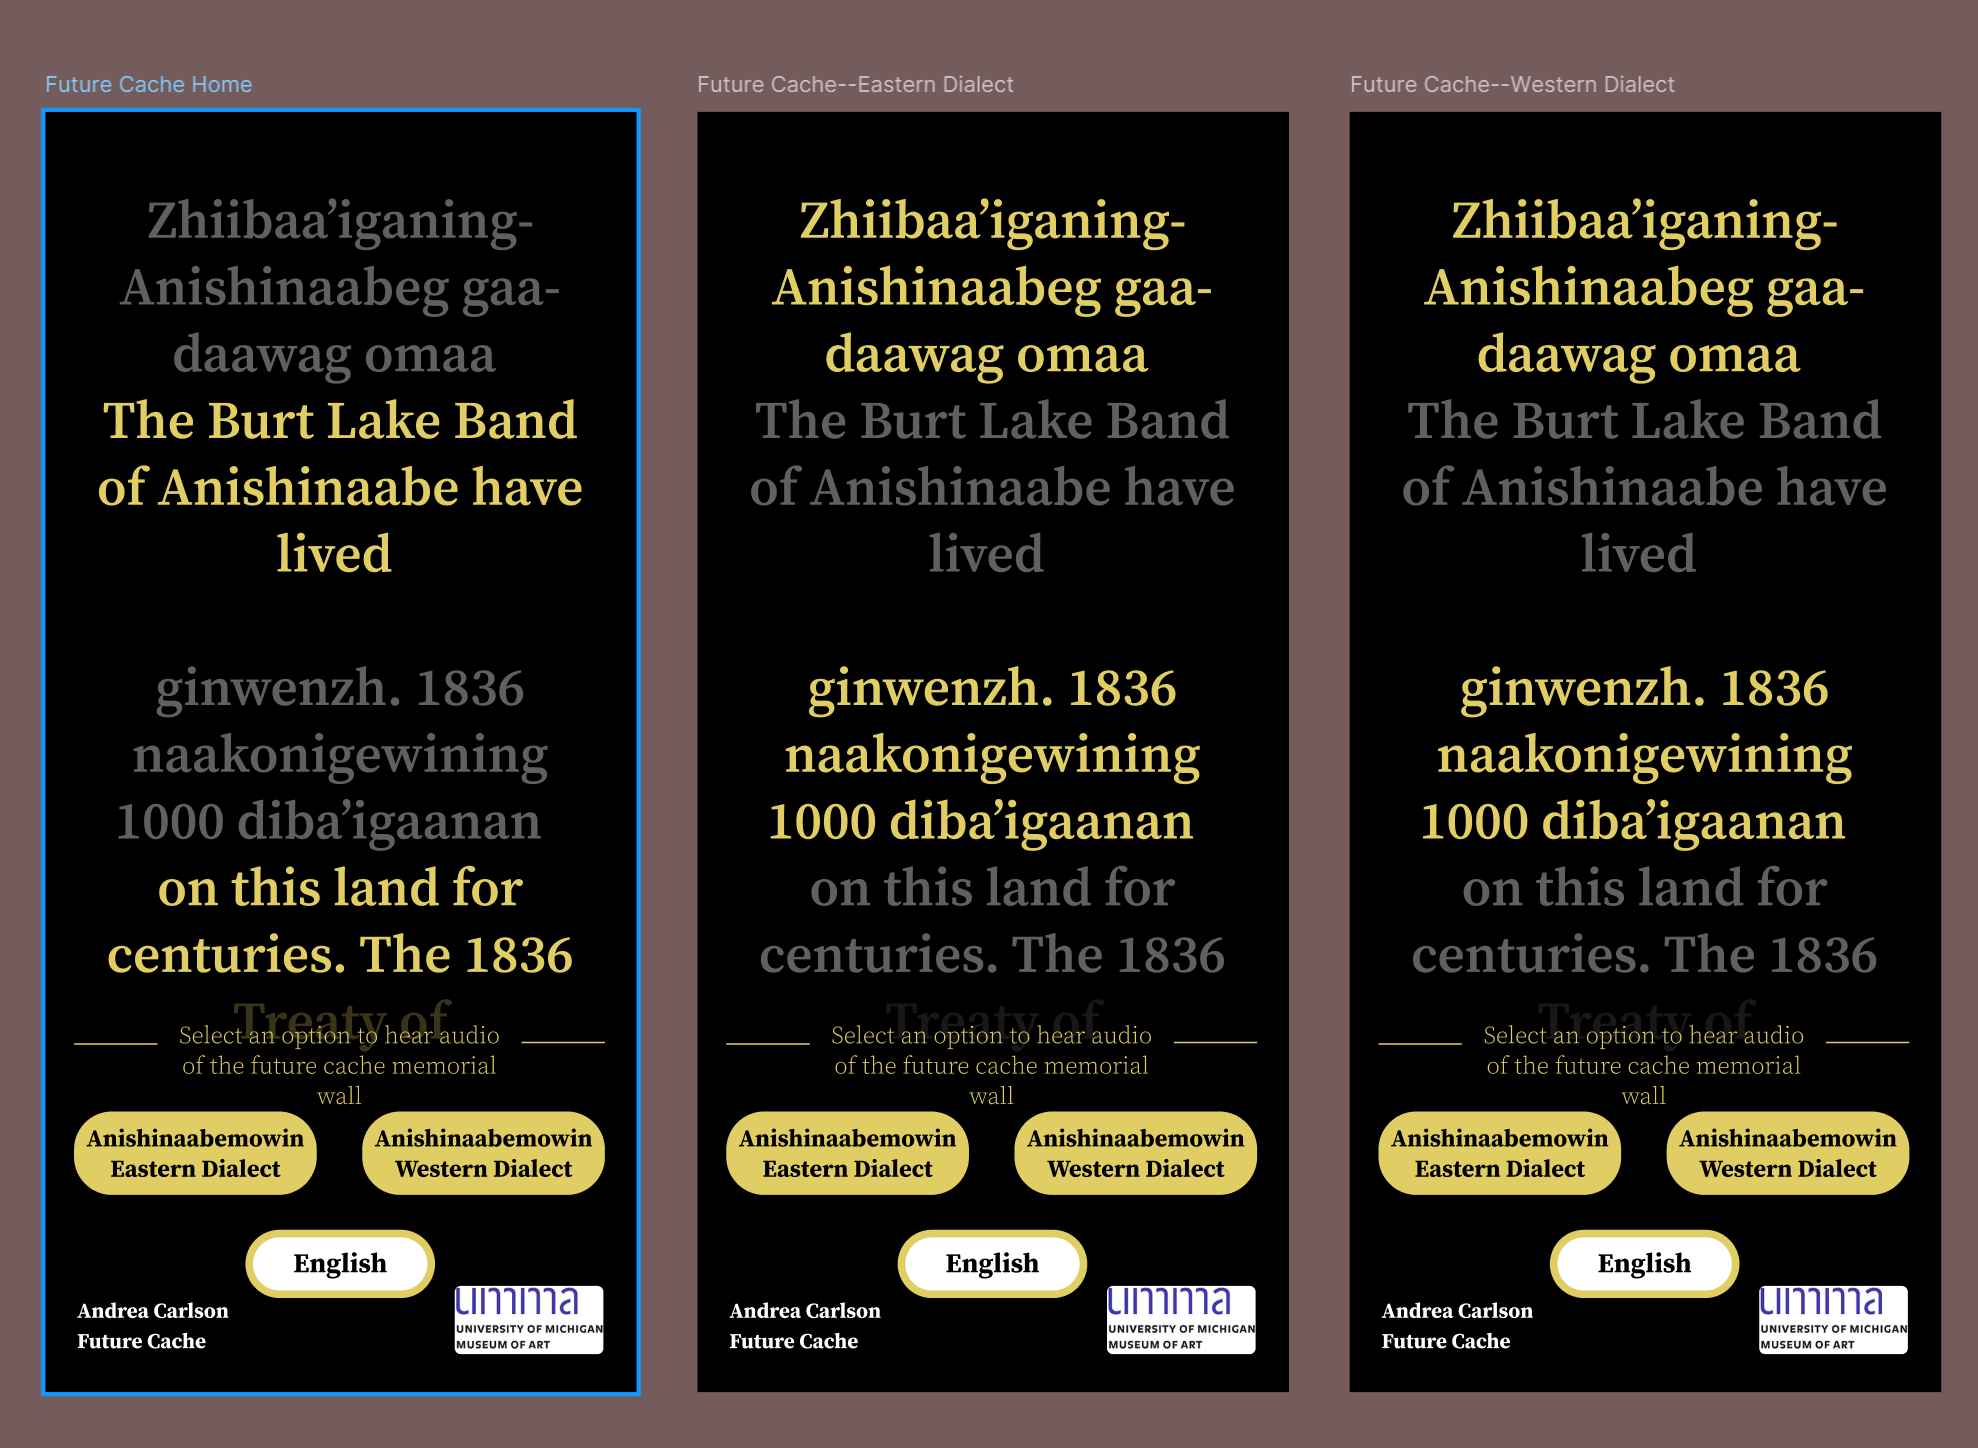 Future Cache Home
Zhiibaa’iganing-
Anishinaabeg gaa-
daawag omaa
The Burt Lake Band
of Anishinaabe have
lived
ginwenzh. 1836
naakonigewining
1000 diba’igaanan
on this land for
centuries. The 1836
Treaty of
Select an option to hear audio
of the future cache memorial
wall
Anishinaabemowin
Eastern Dialect
Anishinaabemowin
Western Dialect
English
Andrea Carlson
Future Cache
umma
UNIVERSITY OF MICHIGAN
MUSEUM OF ART
Future Cache--Eastern Dialect
Zhiibaa’iganing-
Anishinaabeg gaa-
daawag omaa
The Burt Lake Band
of Anishinaabe have
lived
ginwenzh. 1836
naakonigewining
1000 diba’igaanan
on this land for
centuries. The 1836
Treaty of
Select an option to hear audio
of the future cache memorial
wall
Anishinaabemowin
Eastern Dialect
Anishinaabemowin
Western Dialect
English
Andrea Carlson
Future Cache
umma
UNIVERSITY OF MICHIGAN
MUSEUM OF ART
Future Cache--Western Dialect
Zhiibaa’iganing-
Anishinaabeg gaa-
daawag omaa
The Burt Lake Band
of Anishinaabe have
lived
ginwenzh. 1836
naakonigewining
1000 diba’igaanan
on this land for
centuries. The 1836
Treaty of
Select an option to hear audio
of the future cache memorial
wall
Anishinaabemowin
Eastern Dialect
Anishinaabemowin
Western Dialect
English
Andrea Carlson
Future Cache
umma
UNIVERSITY OF MICHIGAN
MUSEUM OF ART